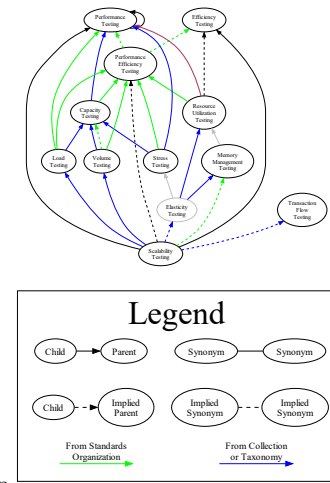 Performance
Testing
Efficiency
Testing
Performance
Efficiency
Testing
Capacity
Testing
Resource
Utilization
Testing
Load
Testing
Volume
Testing
Stress
Testing
Memory
Management
Testing
Elasticity
Testing
Transaction
Flow
Testing
Scalability
Testing
Legend
Child
Parent
Synonym
Synonym
Child
Implied
Parent
Implied
Synonym
Implied
Synonym
From Standards
Organization
From Collection
or Taxonomy